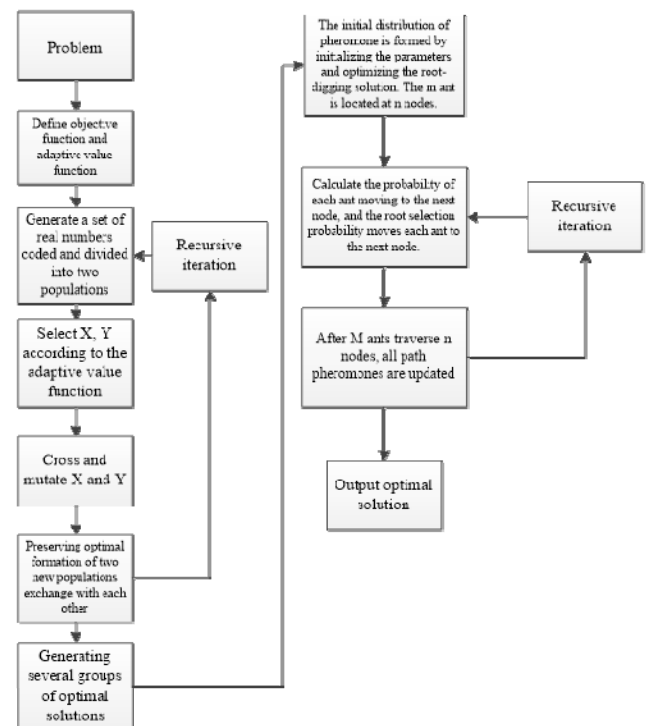 Problem
Define objective
function and
adaptive value
function
Generate a set of
real numbers
coded and divided
into two
populations
Recursive
iteration
Select X, Y
according to the
adaptive value
function
Cross and
mutate X and Y
Preserving optimal
formation of two
new populations
exchange with each
other
Generating
several groups
of optimal
solutions
The initial distribution of
pheromone is formed by
initializing the parameters
and optimizing the root-
digging solution. The m ant
is located at n nodes.
Calculate the probability of
each ant moving to the next
node, and the root selection
probability moves each ant to
the next node.
Recursive
iteration
After M ants traverse n
nodes, all path
pheromones are updated
Output optimal
solution